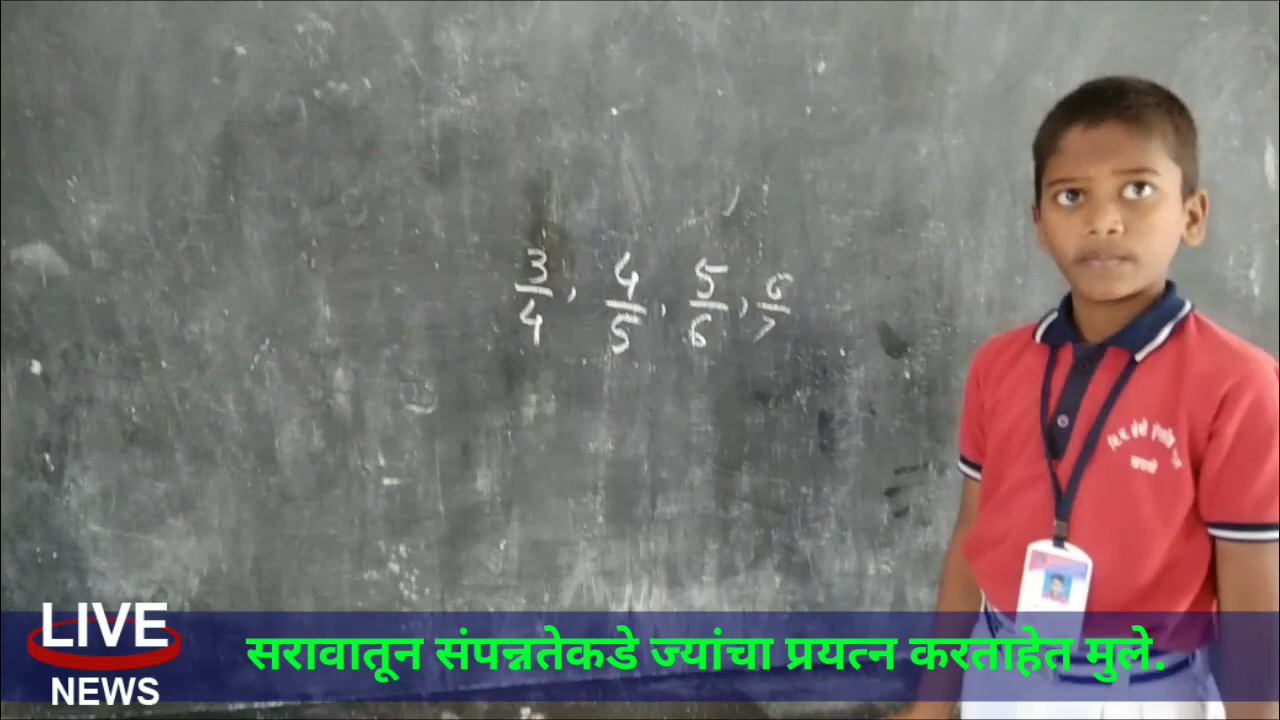 3/4, 4/5, 5/6, 6/7
LIVE
NEWS
सरावातून संपन्नतेकडे ज्यांचा प्रयत्न करताहेत मुले.